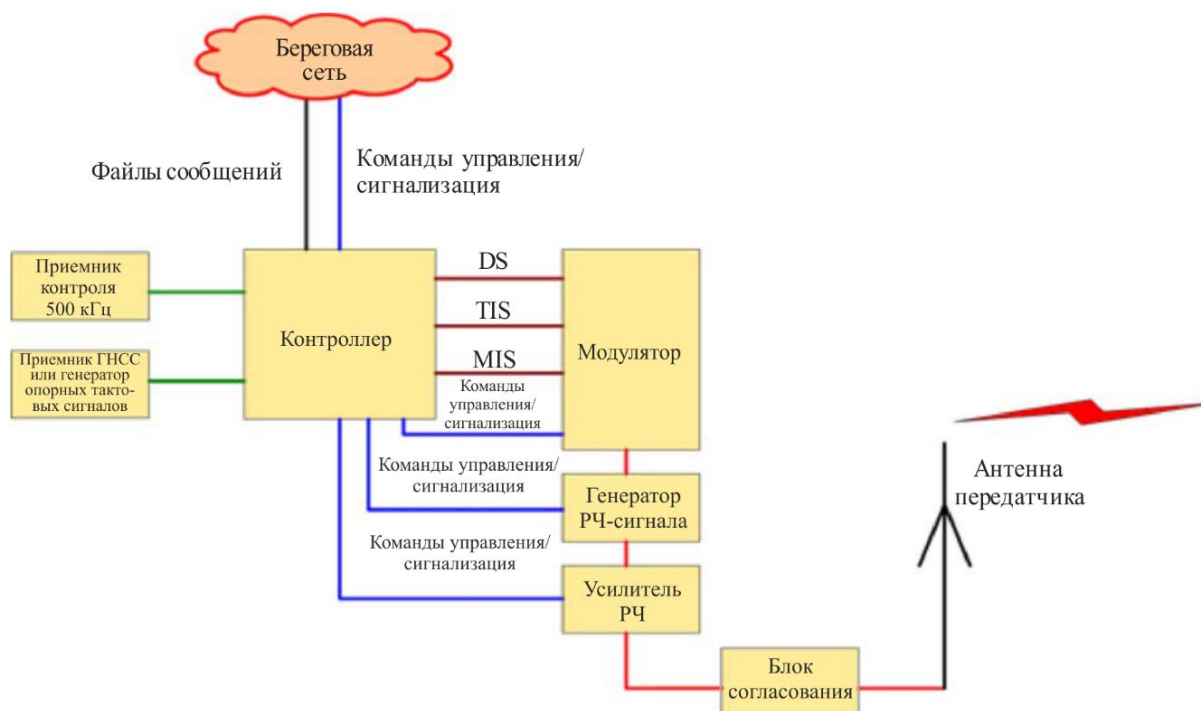 Береговая
сеть
Файлы сообщений
Команды управления/
сигнализация
Приемник
контроля
500 кГц
Приемник ГНСС
или генератор
опорных такто-
вых сигналов
Контроллер
DS
TIS
MIS
Команды
управления/
сигнализация
Модулятор
Команды управления/
сигнализация
Генератор
РЧ-сигнала
Команды управления/
сигнализация
Усилитель
РЧ
Блок
согласования
Антенна
передатчика